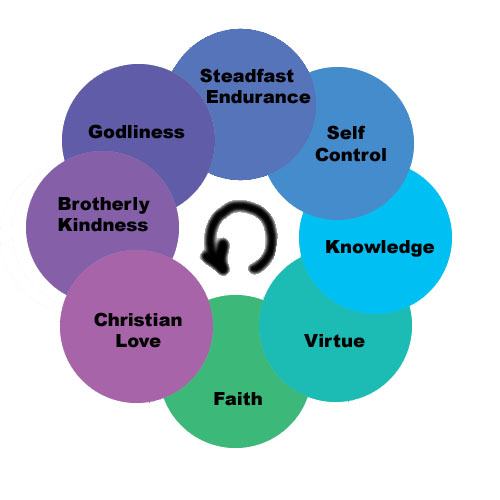 Steadfast
Endurance
Self
Control
Godliness
Brotherly
Kindness
Knowledge
Christian
Love
Virtue
Faith